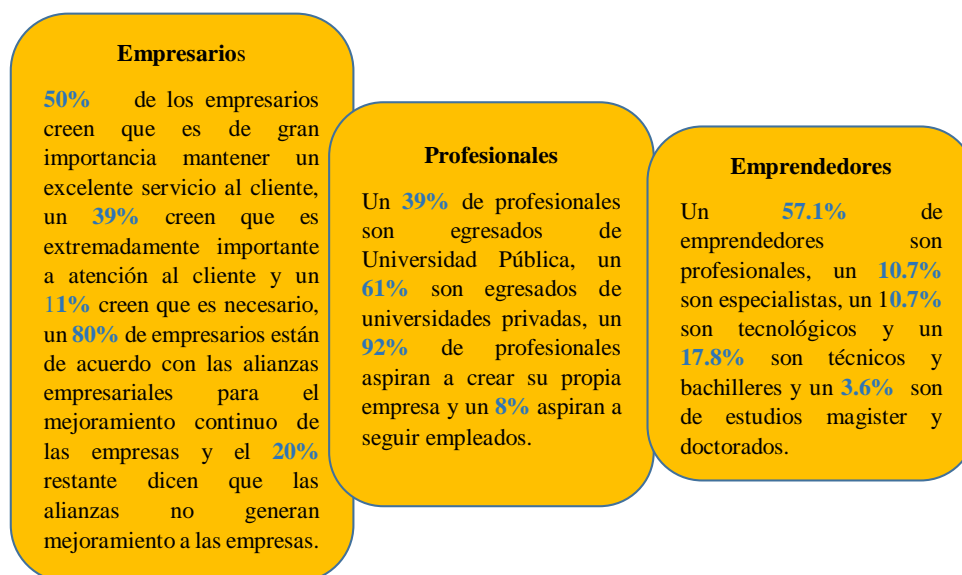 Empresarios
50% de los empresarios
creen que es de gran
importancia mantener un
excelente servicio al cliente,
un 39% creen que es
extremadamente importante
a atención al cliente y un
11% creen que es necesario,
un 80% de empresarios están
de acuerdo con las alianzas
empresariales para el
mejoramiento continuo de
las empresas y el 20%
restante dicen que las
alianzas no generan
mejoramiento a las empresas.
Profesionales
Un 39% de profesionales
son egresados de
Universidad Pública, un
61% son egresados de
universidades privadas, un
92% de profesionales
aspiran a crear su propia
empresa y un 8% aspiran a
seguir empleados.
Emprendedores
Un 57.1% de
emprendedores son
profesionales, un 10.7%
son especialistas, un 10.7%
son tecnológicos y un
17.8% son técnicos y
bachilleres y un 3.6% son
de estudios magister y
doctorados.